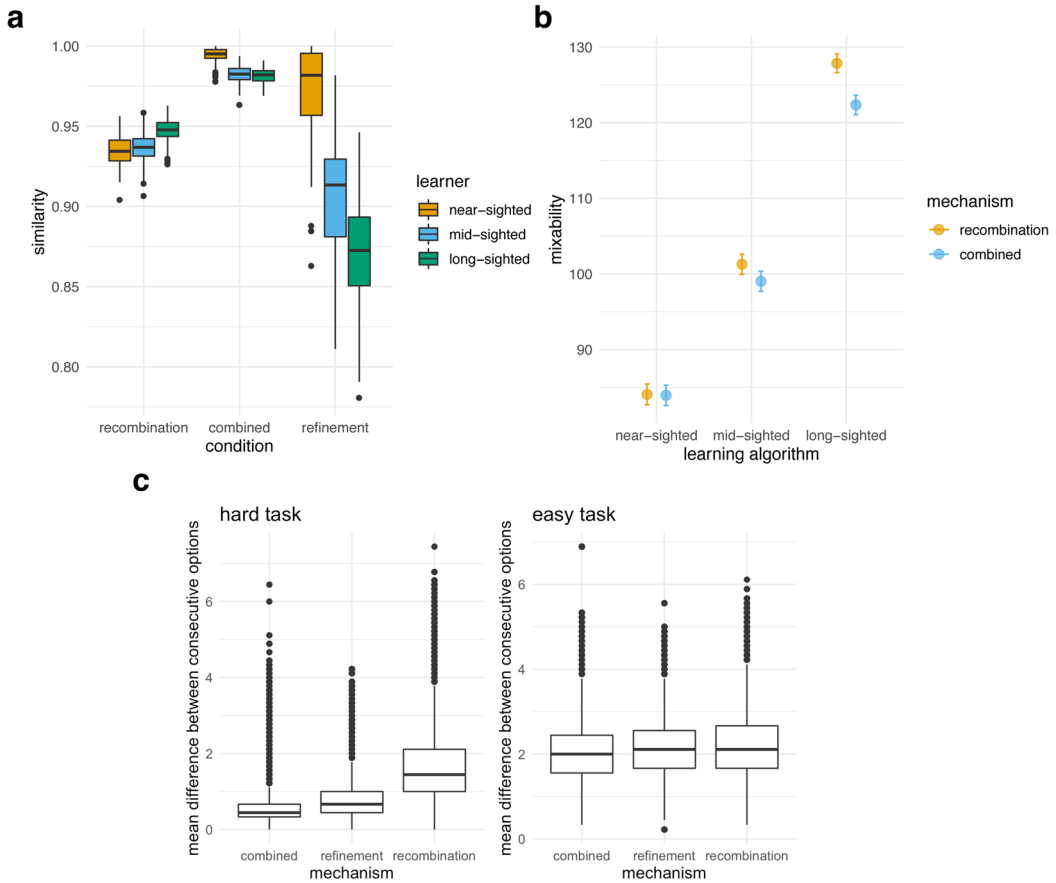 a
1.00
0.95
0.90
0.85
0.80
similarity
recombination combined refinement
condition
learner
near-sighted
mid-sighted
long-sighted
b
130
120
110
100
90
mixability
near-sighted mid-sighted long-sighted
learning algorithm
mechanism
recombination
combined
c
hard task
mean difference between consecutive options
6
4
2
0
combined refinement recombination
mechanism
easy task
mean difference between consecutive options
6
4
2
0
combined refinement recombination
mechanism